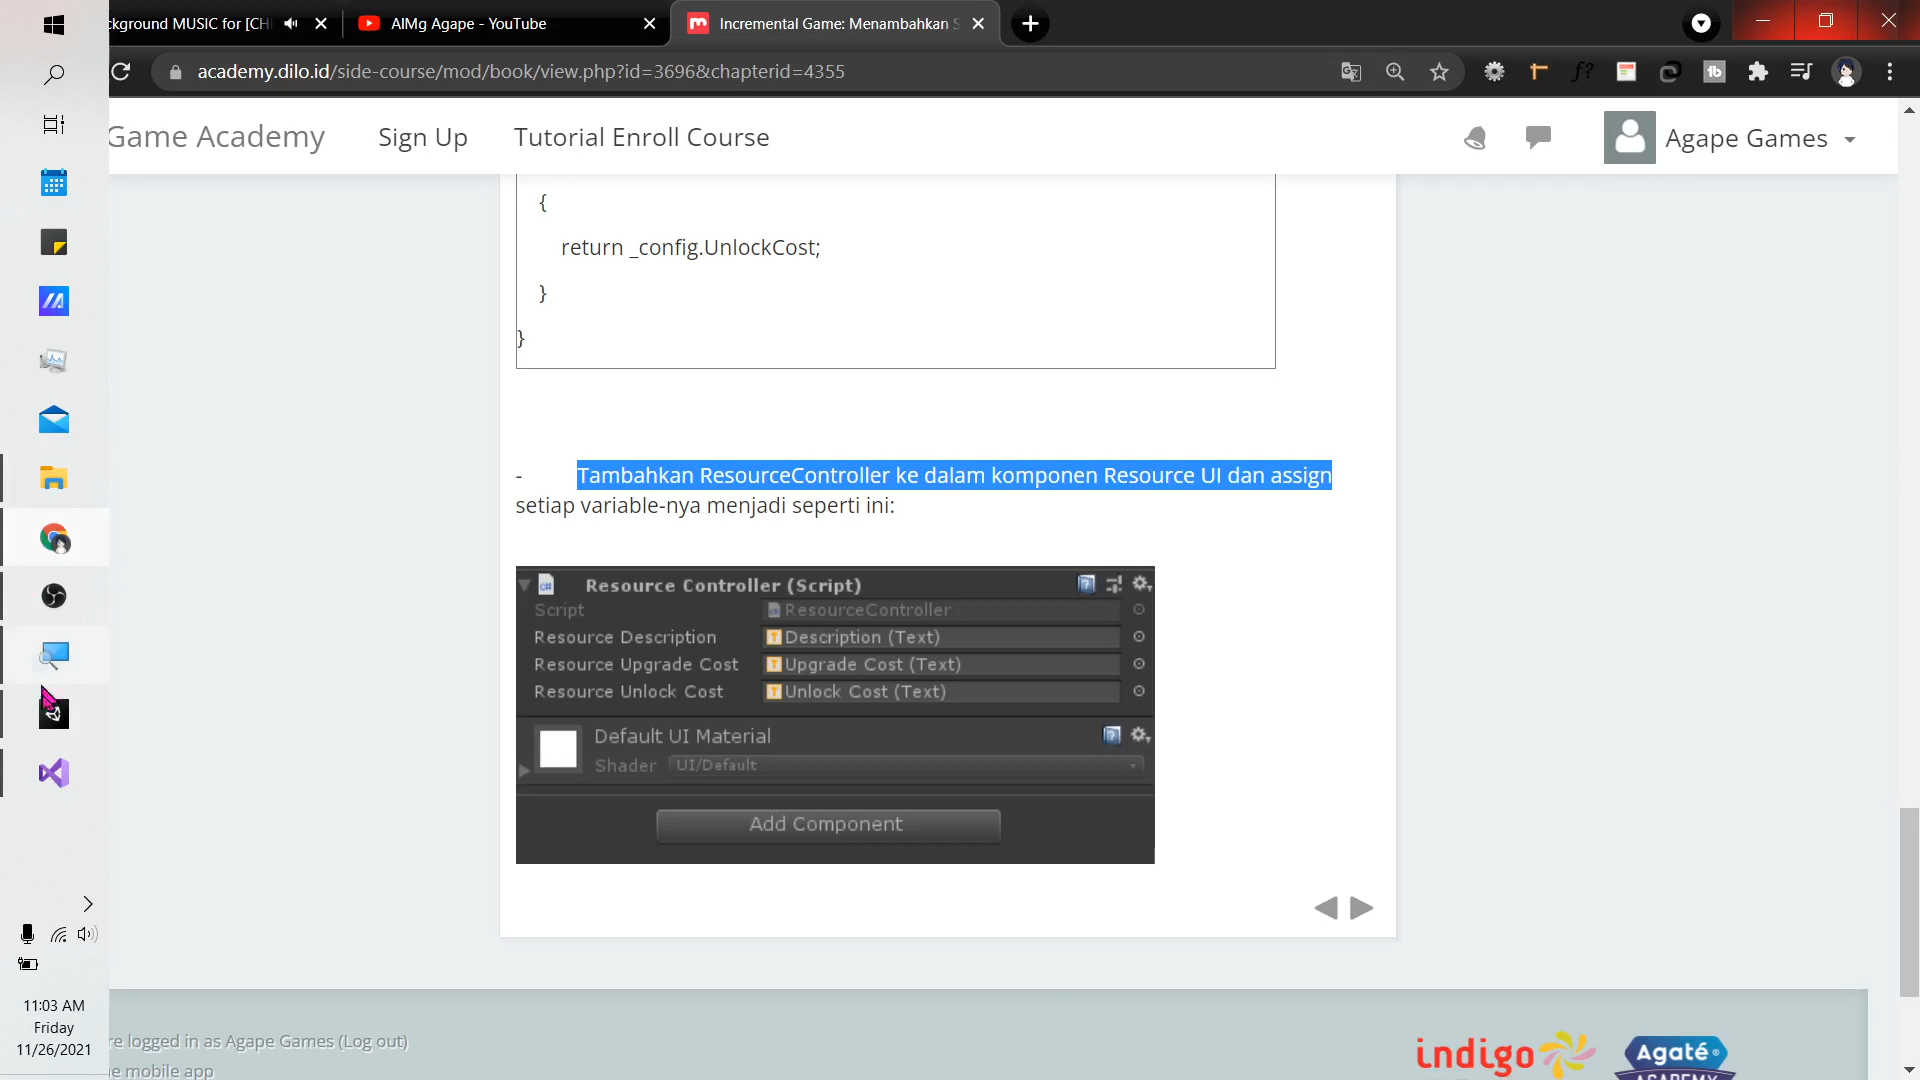 ckground MUSIC for [CH
AIMg Agape - YouTube
Incremental Game: Menambahkan S
academy.dilo.id/side-course/mod/book/view.php?id=3696&chapterid=4355
Game Academy
Sign Up
Tutorial Enroll Course
Agape Games
{
return _config.UnlockCost;
}
}
- Tambahkan ResourceController ke dalam komponen Resource UI dan assign
setiap variable-nya menjadi seperti ini:
Resource Controller (Script)
Script ResourceController
Resource Description Description (Text)
Resource Upgrade Cost Upgrade Cost (Text)
Resource Unlock Cost Unlock Cost (Text)
Default UI Material
Shader UI/Default
Add Component
11:03 AM
Friday
11/26/2021
re logged in as Agape Games (Log out)
e mobile app
indigo
Agaté
ACADEMY